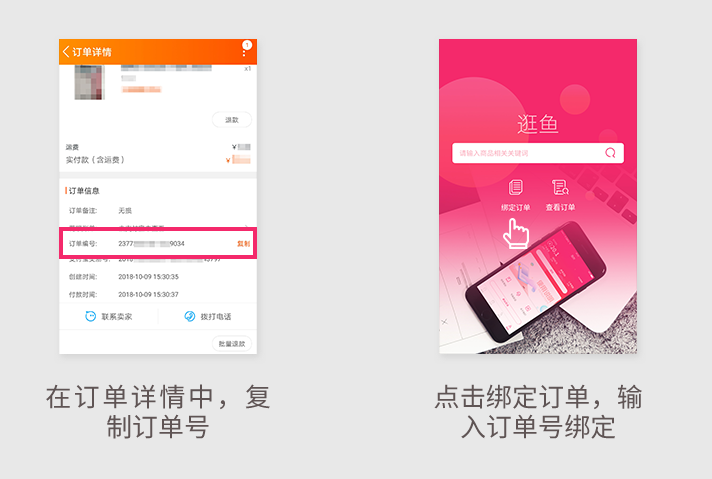 订单详情
1
x1
退款
运费
¥
实付款（含运费）
¥
订单信息
订单备注:
无损
订单编号:
2377
9034
复制
创建时间:
2018-10-09 15:30:35
付款时间:
2018-10-09 15:30:37
联系卖家
拨打电话
批量退款
在订单详情中，复
制订单号
逛鱼
请输入商品相关关键词
绑定订单
查看订单
点击绑定订单，输
入订单号绑定